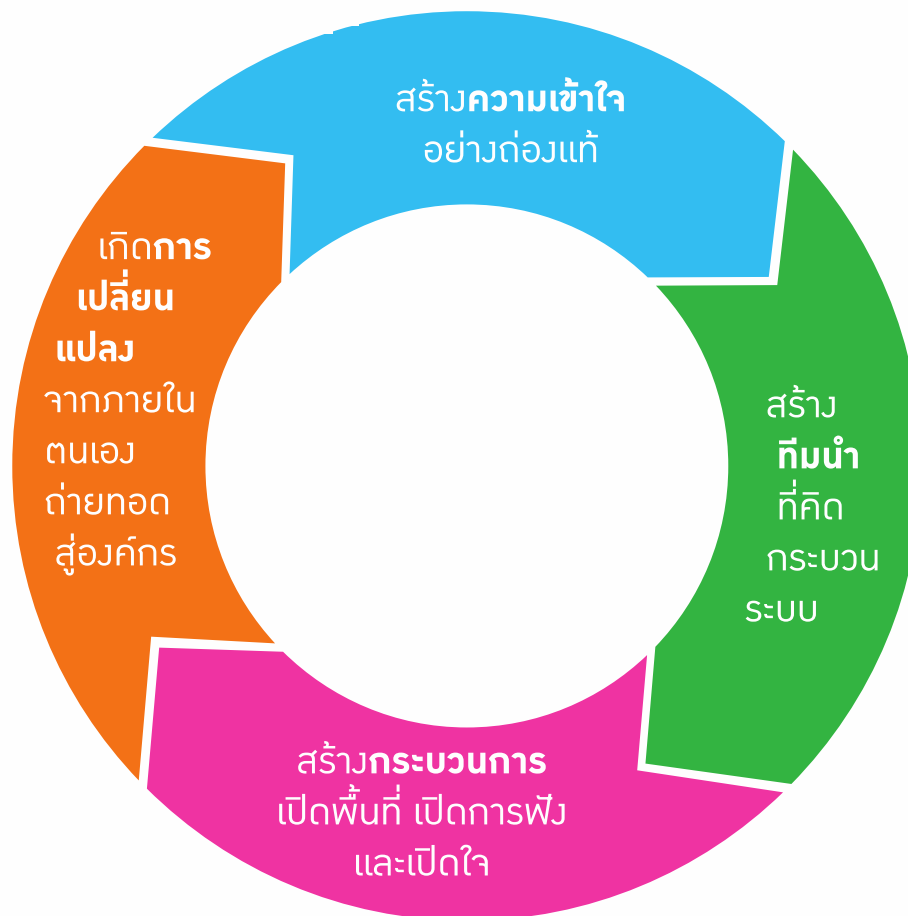 สร้างความเข้าใจ
อย่างถ่องแท้
สร้าง
ทีมนำ
ที่คิด
กระบวน
ระบบ
สร้างกระบวนการ
เปิดพื้นที่ เปิดการฟัง
และเปิดใจ
เกิดการ
เปลี่ยน
แปลง
จากภายใน
ตนเอง
ถ่ายทอด
สู่องค์กร